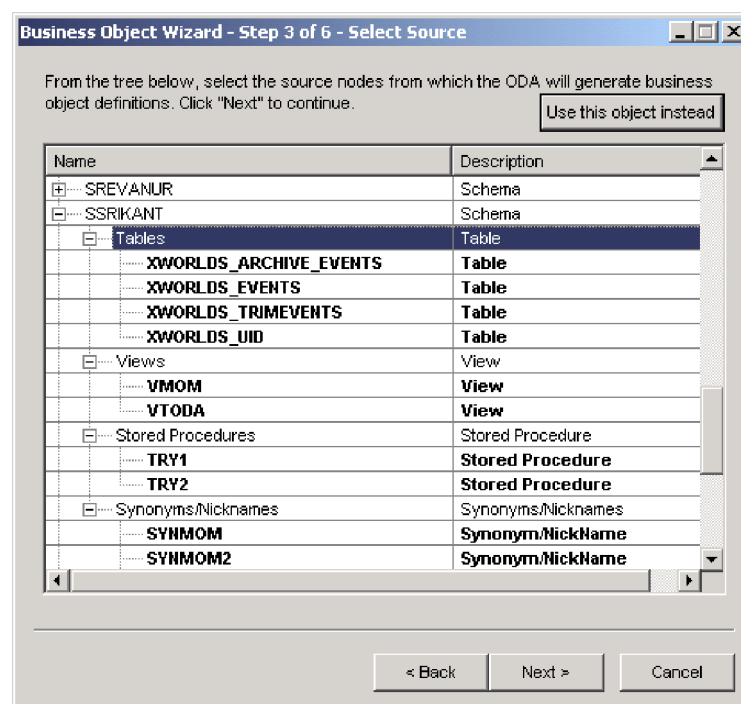 Business Object Wizard - Step 3 of 6 - Select Source
From the tree below, select the source nodes from which the ODA will generate business
object definitions. Click "Next" to continue.
Use this object instead
Name Description
SREVANUR Schema
SSRIKANT Schema
Tables Table
XWORLDS_ARCHIVE_EVENTS Table
XWORLDS_EVENTS Table
XWORLDS_TRIMEVENTS Table
XWORLDS_UID Table
Views View
VMOM View
VTODA View
Stored Procedures Stored Procedure
TRY1 Stored Procedure
TRY2 Stored Procedure
Synonyms/Nicknames Synonyms/Nicknames
SYNMOM Synonym/NickName
SYNMOM2 Synonym/NickName
< Back Next > Cancel